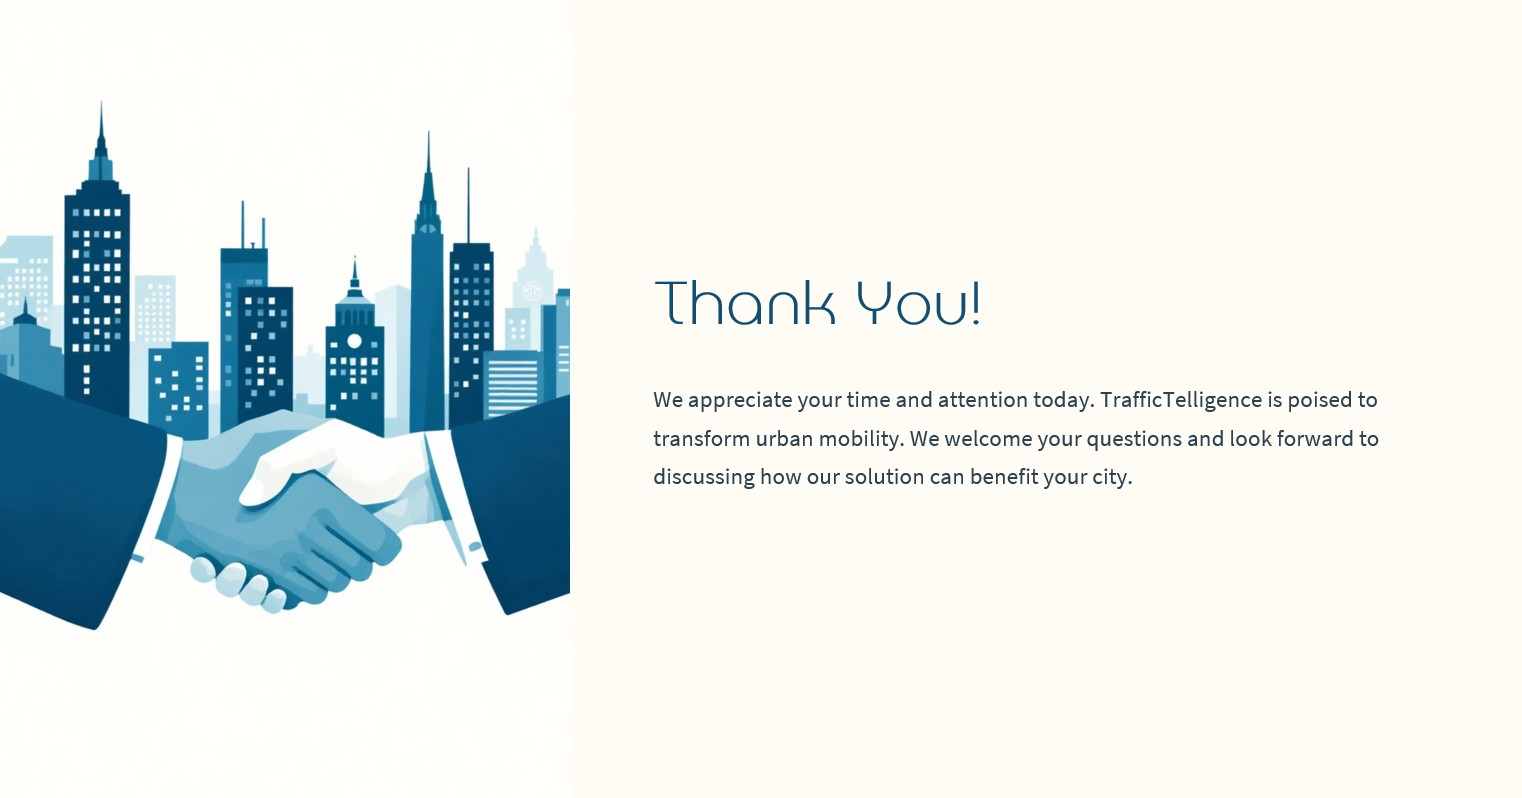 Thank You!
We appreciate your time and attention today. TrafficTelligence is poised to
transform urban mobility. We welcome your questions and look forward to
discussing how our solution can benefit your city.